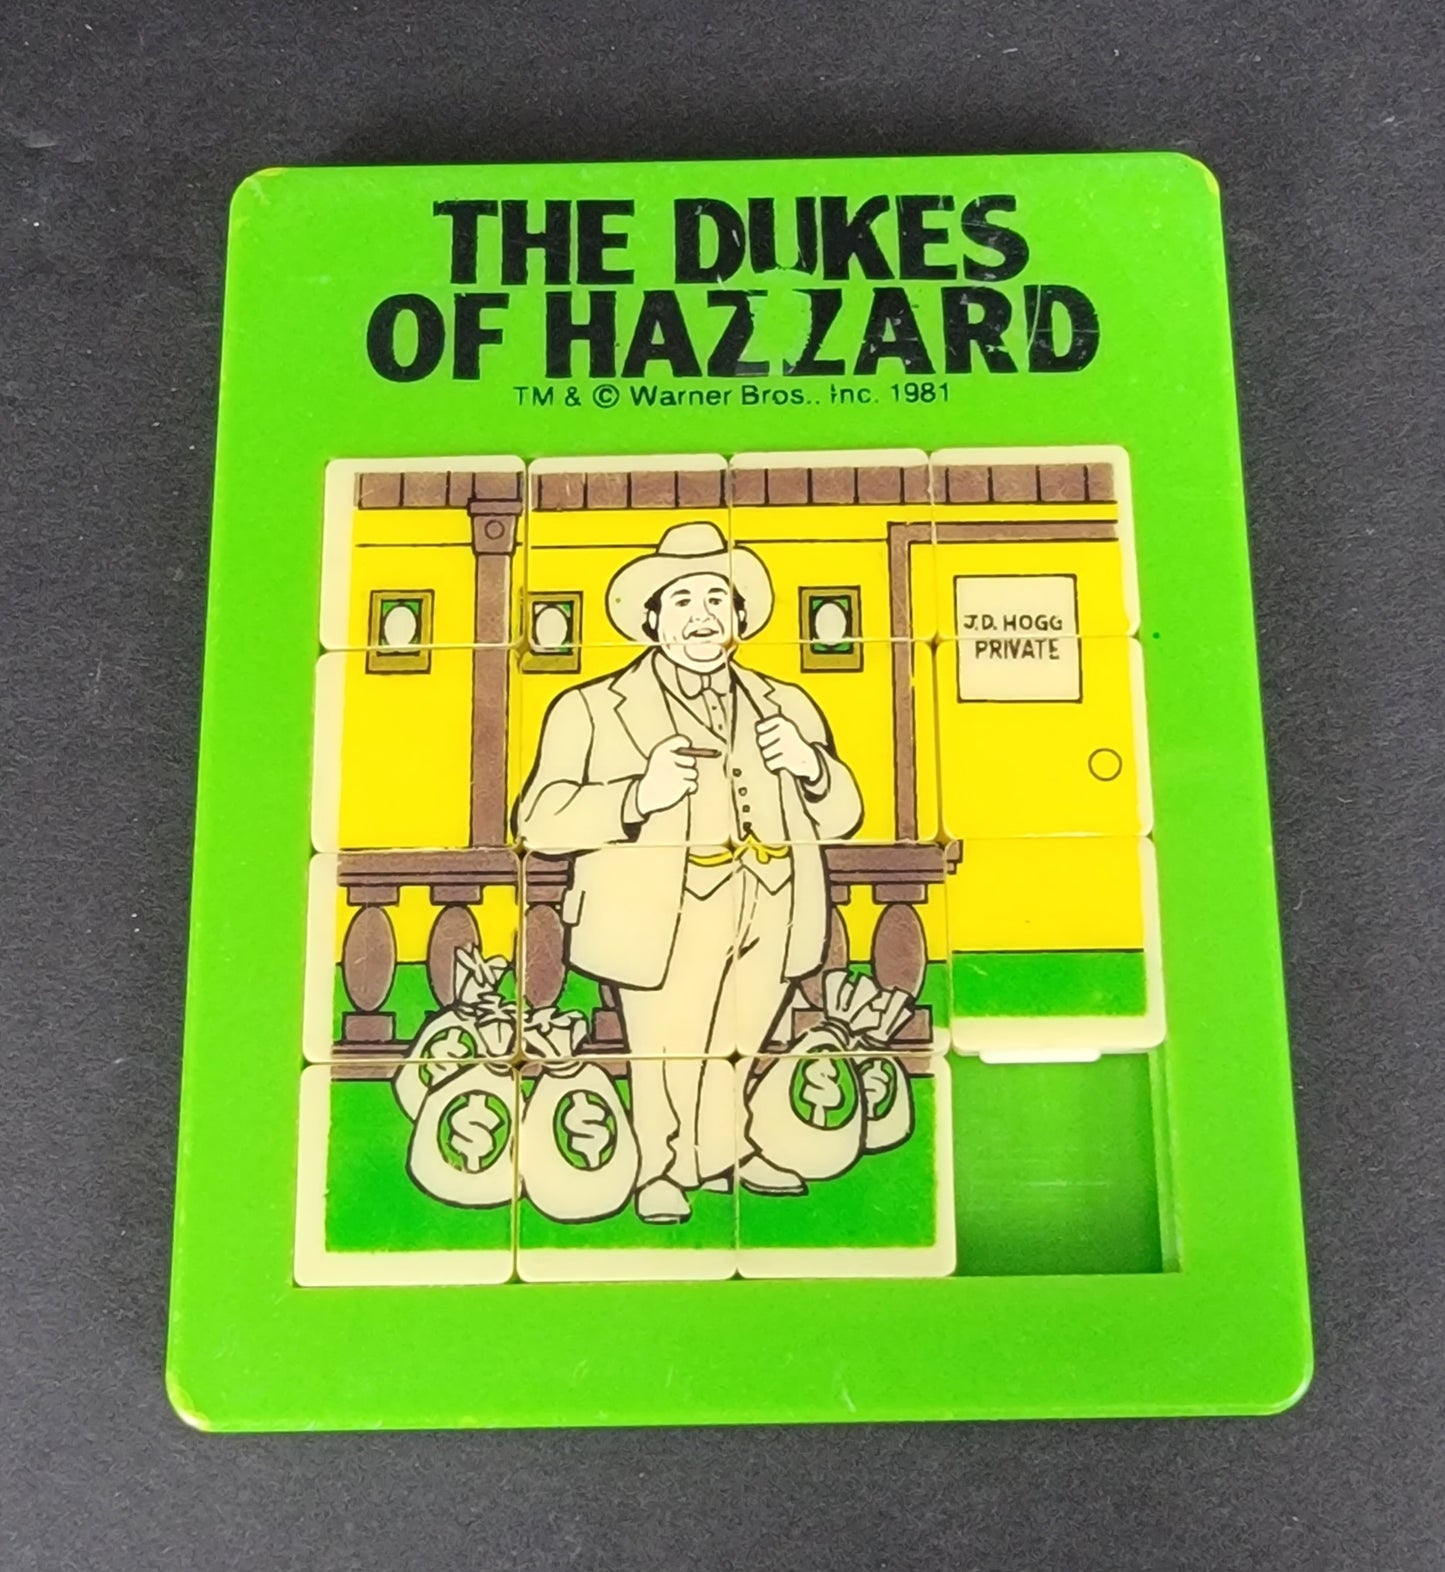 THE DUKES
OF HAZZARD
TM & © Warner Bros., Inc. 1981
J.D. HOGG
PRIVATE
$
$
$
$
$